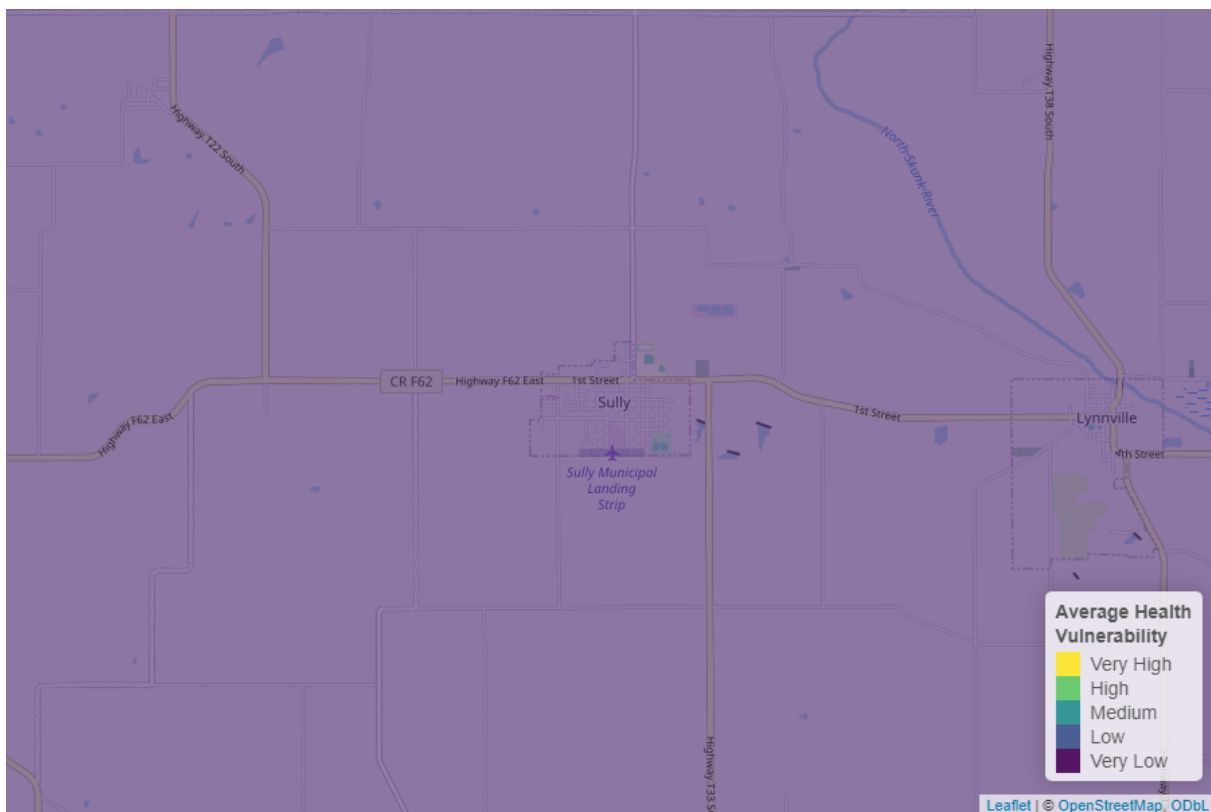 Highway T22 South
Highway T38 South
North Skunk River
CR F62
Highway F62 East
1st Street
Sully
Highway F62 East
1st Street
Lynnville
4th Street
Sully Municipal
Landing
Strip
Highway T33 S
Average Health
Vulnerability
Very High
High
Medium
Low
Very Low
Leaflet | © OpenStreetMap, ODbL